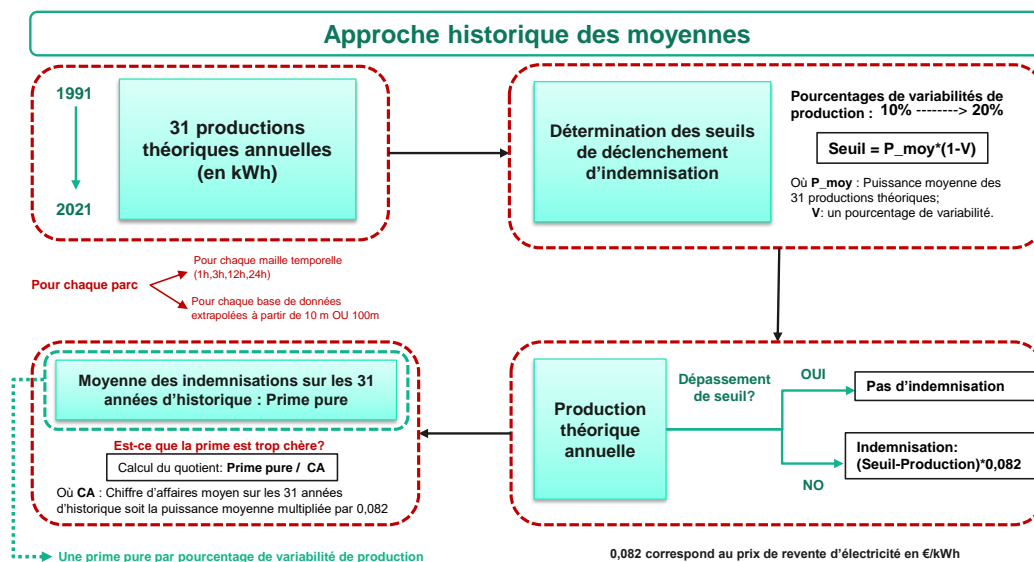 Approche historique des moyennes
1991
2021
31 productions
théoriques annuelles
(en kWh)
Détermination des seuils
de déclenchement
d'indemnisation
Pourcentages de variabilités de
production : 10% --------> 20%
Seuil = P_moy*(1-V)
Où P_moy : Puissance moyenne des
31 productions théoriques;
V: un pourcentage de variabilité.
Pour chaque parc
Pour chaque maille temporelle
(1h,3h,12h,24h)
Pour chaque base de données
extrapolées à partir de 10 m OU 100m
Moyenne des indemnisations sur les 31
années d'historique : Prime pure
Est-ce que la prime est trop chère?
Calcul du quotient: Prime pure / CA
Où CA : Chiffre d'affaires moyen sur les 31 années
d'historique soit la puissance moyenne multipliée par 0,082
Une prime pure par pourcentage de variabilité de production
Production
théorique
annuelle
Dépassement
de seuil?
OUI
Pas d'indemnisation
Indemnisation:
(Seuil-Production)*0,082
NO
0,082 correspond au prix de revente d'électricité en €/kWh